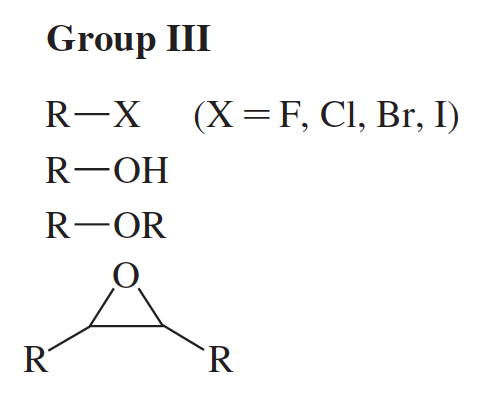 Group III
R—X (X = F, Cl, Br, I)
R—OH
R—OR
O
R R